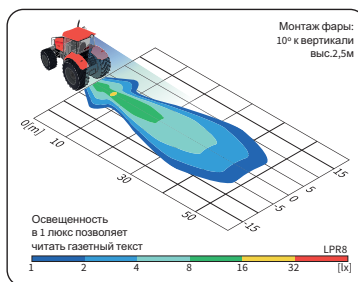 Монтаж фары:
10° к вертикали
выс.2,5м
0[m]
10
30
50
15
5
0
-5
-15
Освещенность
в 1 люкс позволяет
читать газетный текст
LPR8
1 2 4 8 16 32 [lx]